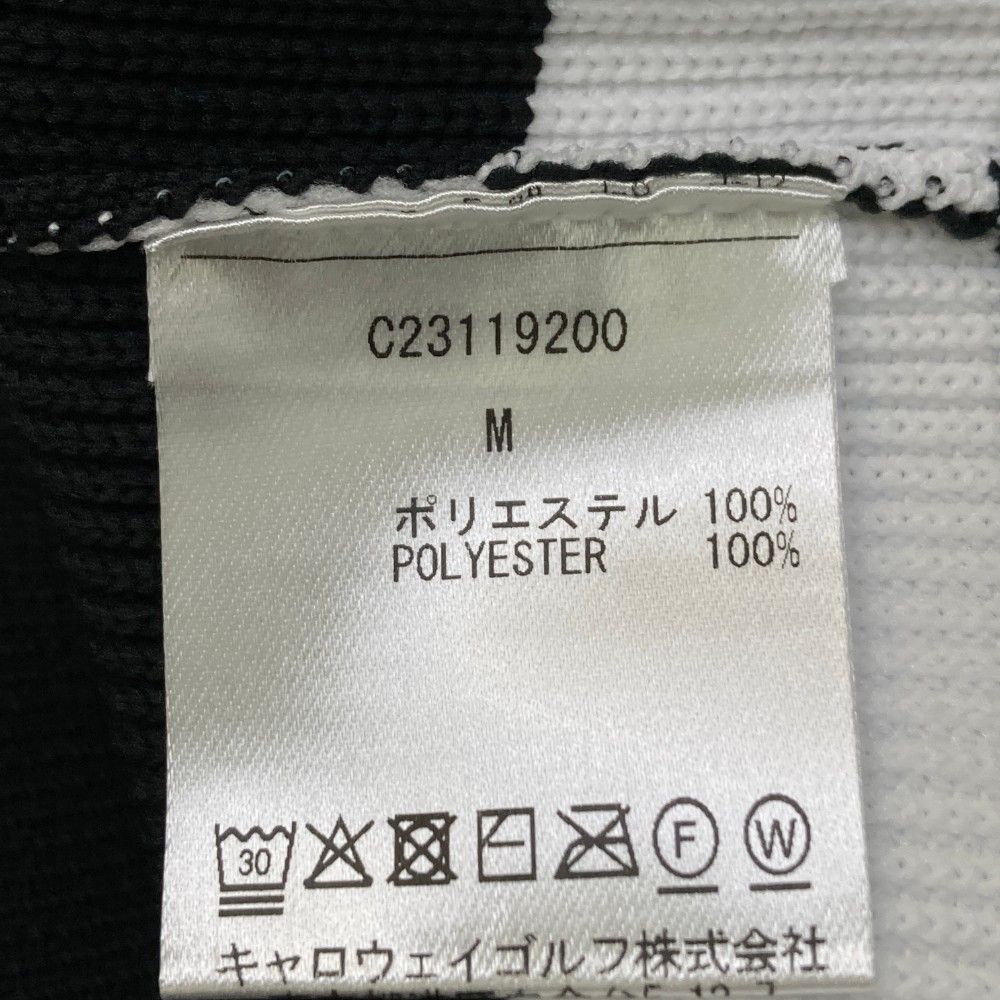 C23119200
M
ポリエステル 100%
POLYESTER 100%
30
F
W
キャロウェイゴルフ株式会社